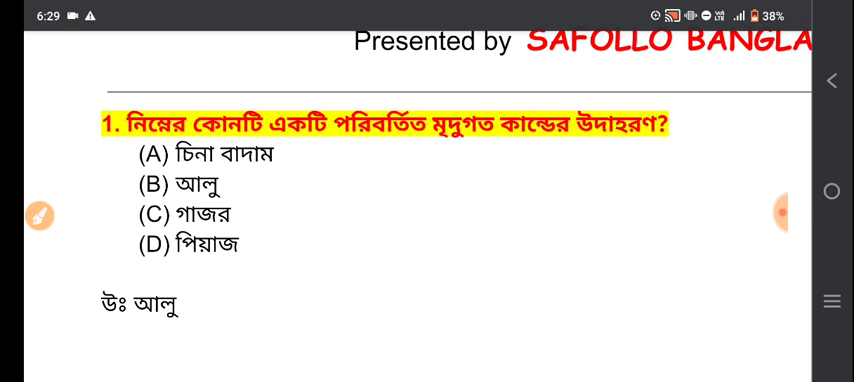 6:29 38%
Presented by SAFOLLO BANGLA
1. নিম্নের কোনটি একটি পরিবর্তিত মৃদুগত কান্ডের উদাহরণ?
(A) চিনা বাদাম
(B) আলু
(C) গাজর
(D) পিয়াজ
উঃ আলু